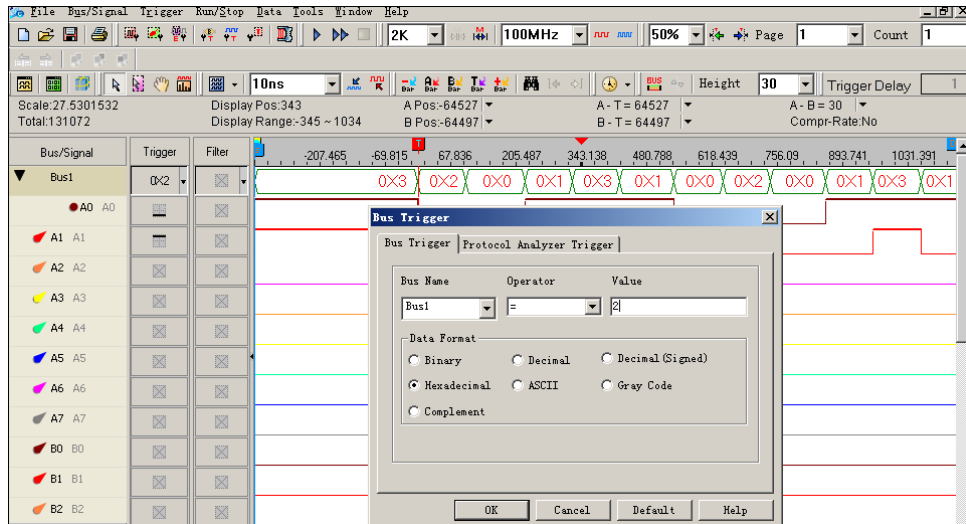 File Bus/Signal Trigger Run/Stop Data Tools Window Help
2K 100MHz 50% Page 1 Count 1
10ns Bar Bar Bar Bar Bar BUS Height 30 Trigger Delay 1
Scale:27.5301532 Display Pos:343 A Pos:-64527 A - T = 64527 A - B = 30
Total:131072 Display Range:-345 ~ 1034 B Pos:-64497 B - T = 64497 Compr-Rate:No
Bus/Signal Trigger Filter -207.465 -69.815 T 67.836 205.487 343.138 480.788 618.439 756.09 893.741 1031.391
Bus1 0X2 0X3 0X2 0X0 0X1 0X3 0X1 0X0 0X2 0X0 0X1 0X3 0X1
A0 A0
A1 A1
A2 A2
A3 A3
A4 A4
A5 A5
A6 A6
A7 A7
B0 B0
B1 B1
B2 B2
Bus Trigger
Bus Trigger Protocol Analyzer Trigger
Bus Name Operator Value
Bus1 = 2
Data Format
Binary Decimal Decimal(Signed)
Hexadecimal ASCII Gray Code
Complement
OK Cancel Default Help